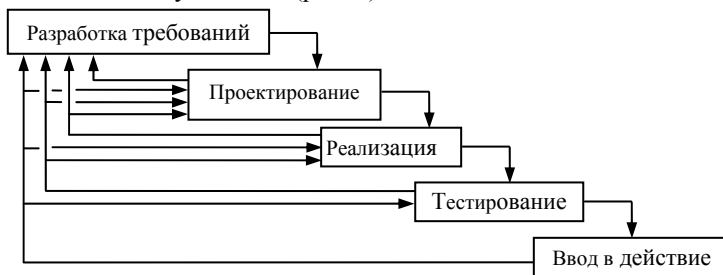 Разработка требований
Проектирование
Реализация
Тестирование
Ввод в действие